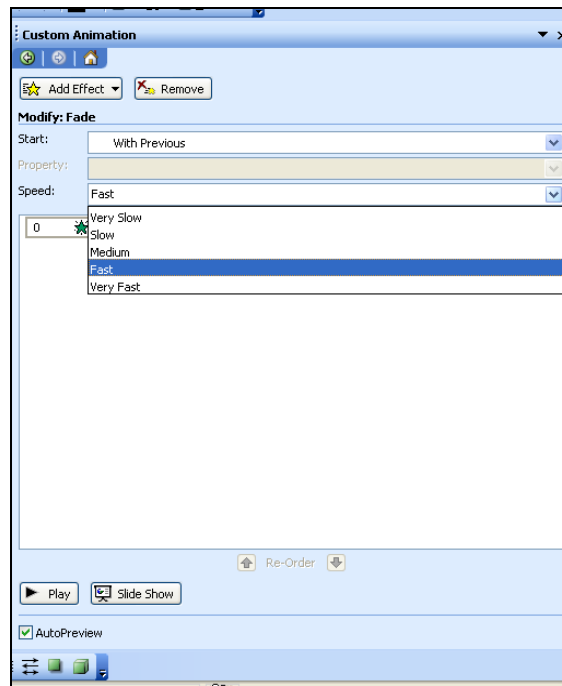 Custom Animation
Add Effect Remove
Modify: Fade
Start: With Previous
Property:
Speed: Fast
0
Very Slow
Slow
Medium
Fast
Very Fast
Re-Order
Play Slide Show
AutoPreview